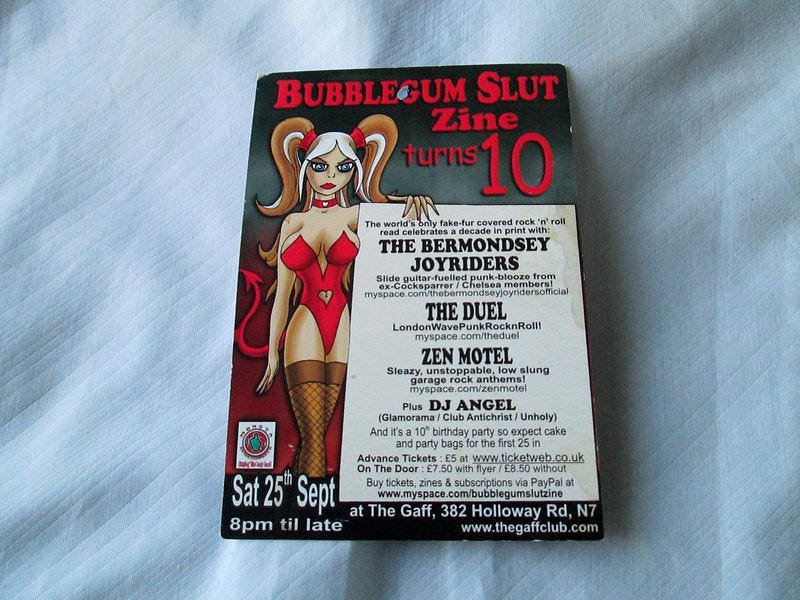 BUBBLEGUM SLUT
Zine
turns 10
The world's only fake-fur covered rock 'n' roll
read celebrates a decade in print with:
THE BERMONDSEY
JOYRIDERS
Slide guitar-fuelled punk-blooze from
ex-Cocksparrer / Chelsea members!
myspace.com/thebermondseyjoyridersofficial
THE DUEL
LondonWavePunkRocknRoll!
myspace.com/theduel
ZEN MOTEL
Sleazy, unstoppable, low slung
garage rock anthems!
myspace.com/zenmotel
Plus DJ ANGEL
(Glamorama / Club Antichrist / Unholy)
And it's a 10th birthday party so expect cake
and party bags for the first 25 in
Advance Tickets : £5 at www.ticketweb.co.uk
On The Door : £7.50 with flyer / £8.50 without
Buy tickets, zines & subscriptions via PayPal at
www.myspace.com/bubblegumslutzine
Sat 25th Sept
8pm til late
at The Gaff, 382 Holloway Rd, N7
www.thegaffclub.com